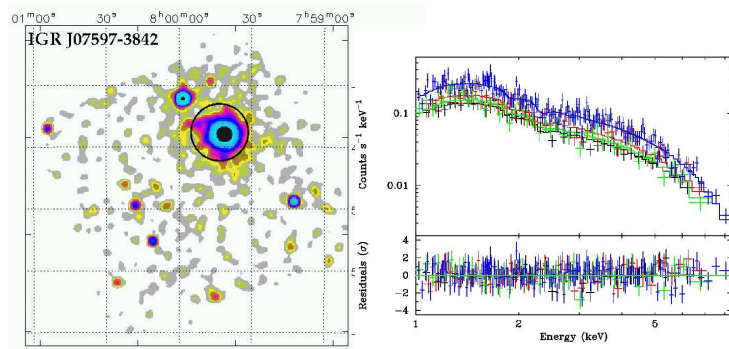 01ᵐ00ˢ 30ˢ 8ʰ00ᵐ00ˢ 30ˢ 7ʰ59ᵐ00ˢ
IGR J07597-3842
Counts s⁻¹ keV⁻¹
0.1
0.01
Residuals (σ)
4
2
0
−2
−4
1 2 5
Energy (keV)